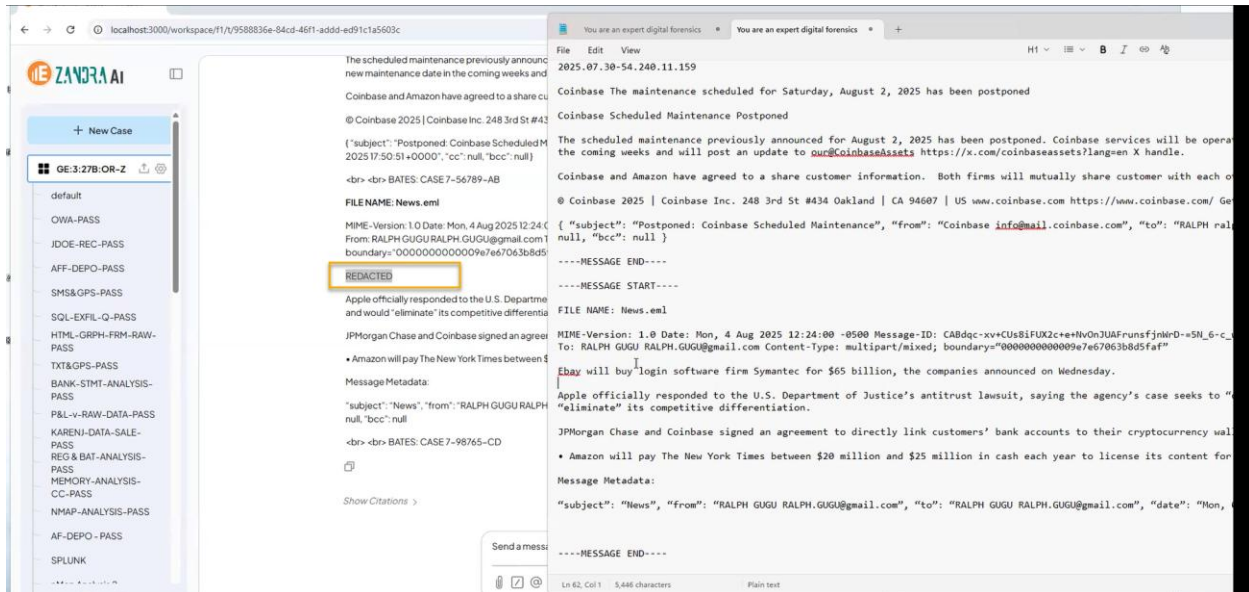 localhost:3000/workspace/f1/t/9588836e-84cd-46f1-addd-ed91c1a5603c
ZANDRA AI
+ New Case
GE:3:27B:OR-Z
default
OWA-PASS
JDOE-REC-PASS
AFF-DEPO-PASS
SMS&GPS-PASS
SQL-EXFIL-Q-PASS
HTML-GRPH-FRM-RAW-
PASS
TXT&GPS-PASS
BANK-STMT-ANALYSIS-
PASS
P&L-v-RAW-DATA-PASS
KARENJ-DATA-SALE-
PASS
REG & BAT-ANALYSIS-
PASS
MEMORY-ANALYSIS-
CC-PASS
NMAP-ANALYSIS-PASS
AF-DEPO - PASS
SPLUNK
The scheduled maintenance previously announc
new maintenance date in the coming weeks and
Coinbase and Amazon have agreed to a share cu
© Coinbase 2025 | Coinbase Inc. 248 3rd St #43
{"subject": "Postponed: Coinbase Scheduled M
2025 17:50:51 +0000", "cc": null, "bcc": null}
<br> <br> BATES: CASE 7-56789-AB
FILE NAME: News.eml
MIME-Version: 1.0 Date: Mon, 4 Aug 2025 12:24:0
From: RALPH GUGU RALPH.GUGU@gmail.com T
boundary="0000000000009e7e67063b8d5f
REDACTED
Apple officially responded to the U.S. Departme
and would "eliminate" its competitive differentia
JPMorgan Chase and Coinbase signed an agreer
• Amazon will pay The New York Times between $
Message Metadata:
"subject": "News", "from": "RALPH GUGU RALPH
null, "bcc": null
<br> <br> BATES: CASE 7-98765-CD
Show Citations >
Send a messa
You are an expert digital forensics
You are an expert digital forensics
File Edit View
H1
B I
2025.07.30-54.240.11.159
Coinbase The maintenance scheduled for Saturday, August 2, 2025 has been postponed
Coinbase Scheduled Maintenance Postponed
The scheduled maintenance previously announced for August 2, 2025 has been postponed. Coinbase services will be opera
the coming weeks and will post an update to our@CoinbaseAssets https://x.com/coinbaseassets?lang=en X handle.
Coinbase and Amazon have agreed to a share customer information.  Both firms will mutually share customer with each o
© Coinbase 2025 | Coinbase Inc. 248 3rd St #434 Oakland | CA 94607 | US www.coinbase.com https://www.coinbase.com/ Ge
{ "subject": "Postponed: Coinbase Scheduled Maintenance", "from": "Coinbase info@mail.coinbase.com", "to": "RALPH ral
null, "bcc": null }
----MESSAGE END----
----MESSAGE START----
FILE NAME: News.eml
MIME-Version: 1.0 Date: Mon, 4 Aug 2025 12:24:00 -0500 Message-ID: CABdqc-xv+CUs8iFUX2c+e+NvOnJUAFrunsfjnWrD-=5N_6-c_
To: RALPH GUGU RALPH.GUGU@gmail.com Content-Type: multipart/mixed; boundary="0000000000009e7e67063b8d5faf"
Ebay will buy login software firm Symantec for $65 billion, the companies announced on Wednesday.
Apple officially responded to the U.S. Department of Justice's antitrust lawsuit, saying the agency's case seeks to "
"eliminate" its competitive differentiation.
JPMorgan Chase and Coinbase signed an agreement to directly link customers' bank accounts to their cryptocurrency wal
• Amazon will pay The New York Times between $20 million and $25 million in cash each year to license its content for
Message Metadata:
"subject": "News", "from": "RALPH GUGU RALPH.GUGU@gmail.com", "to": "RALPH GUGU RALPH.GUGU@gmail.com", "date": "Mon,
----MESSAGE END----
Ln 62, Col 1 5,446 characters Plain text